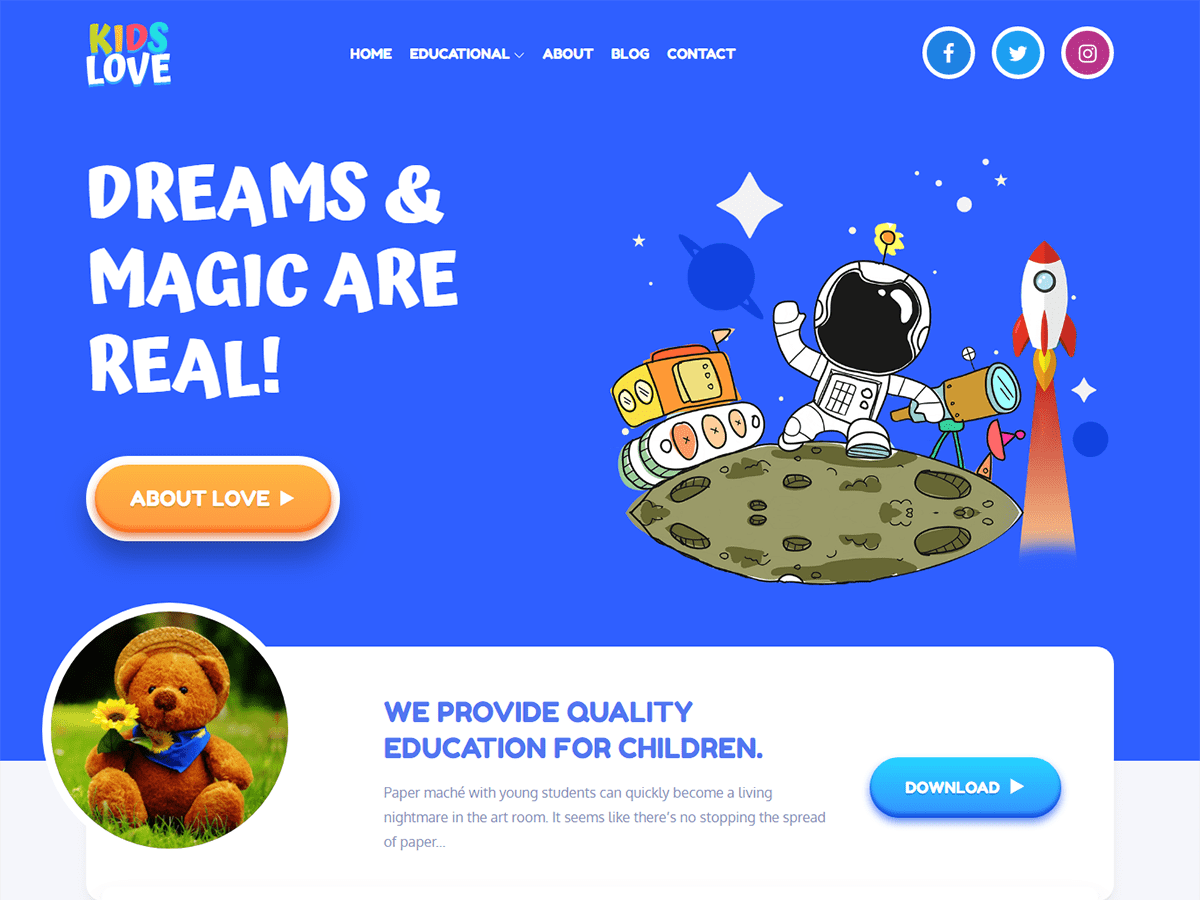 KIDS
LOVE
HOME EDUCATIONAL ABOUT BLOG CONTACT
DREAMS &
MAGIC ARE
REAL!
ABOUT LOVE
WE PROVIDE QUALITY
EDUCATION FOR CHILDREN.
Paper maché with young students can quickly become a living
nightmare in the art room. It seems like there’s no stopping the spread
of paper...
DOWNLOAD